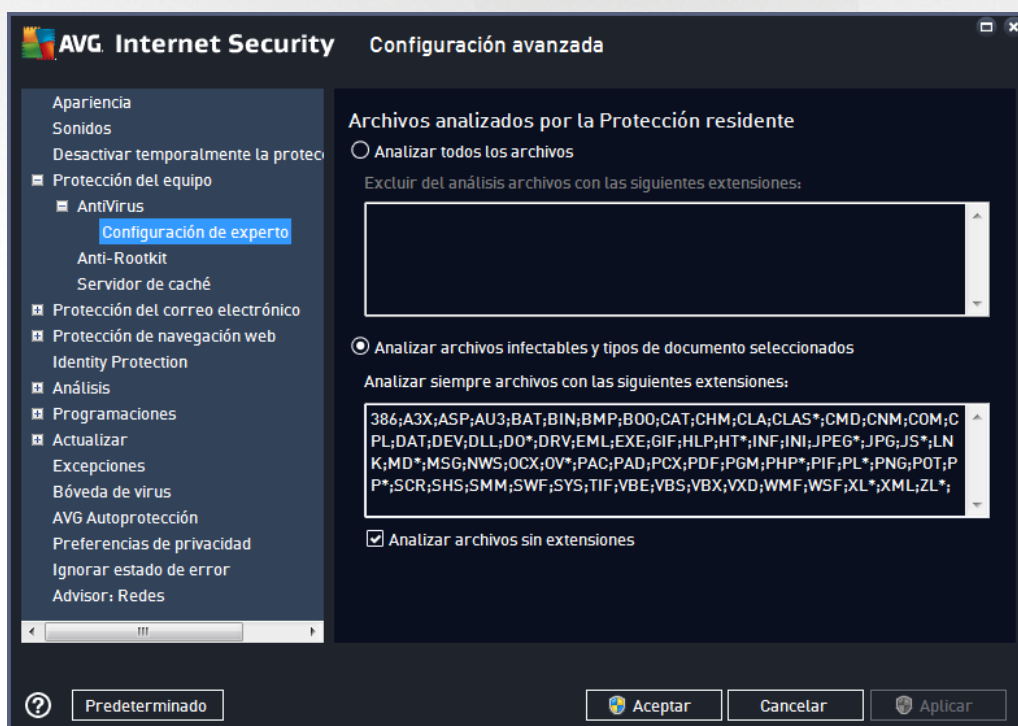 AVG. Internet Security
Configuración avanzada
Apariencia
Sonidos
Desactivar temporalmente la protec
Protección del equipo
AntiVirus
Configuración de experto
Anti-Rootkit
Servidor de caché
Protección del correo electrónico
Protección de navegación web
Identity Protection
Análisis
Programaciones
Actualizar
Excepciones
Bóveda de virus
AVG Autoprotección
Preferencias de privacidad
Ignorar estado de error
Advisor: Redes
Archivos analizados por la Protección residente
Analizar todos los archivos
Excluir del análisis archivos con las siguientes extensiones:
Analizar archivos infectables y tipos de documento seleccionados
Analizar siempre archivos con las siguientes extensiones:
386;A3X;ASP;AU3;BAT;BIN;BMP;BOO;CAT;CHM;CLA;CLAS*;CMD;CNM;COM;C
PL;DAT;DEV;DLL;DO*;DRV;EML;EXE;GIF;HLP;HT*;INF;INI;JPEG*;JPG;JS*;LN
K;MD*;MSG;NWS;OCX;OV*;PAC;PAD;PCX;PDF;PGM;PHP*;PIF;PL*;PNG;POT;P
P*;SCR;SHS;SMM;SWF;SYS;TIF;VBE;VBS;VBX;VXD;WMF;WSF;XL*;XML;ZL*;
Analizar archivos sin extensiones
Predeterminado
Aceptar
Cancelar
Aplicar